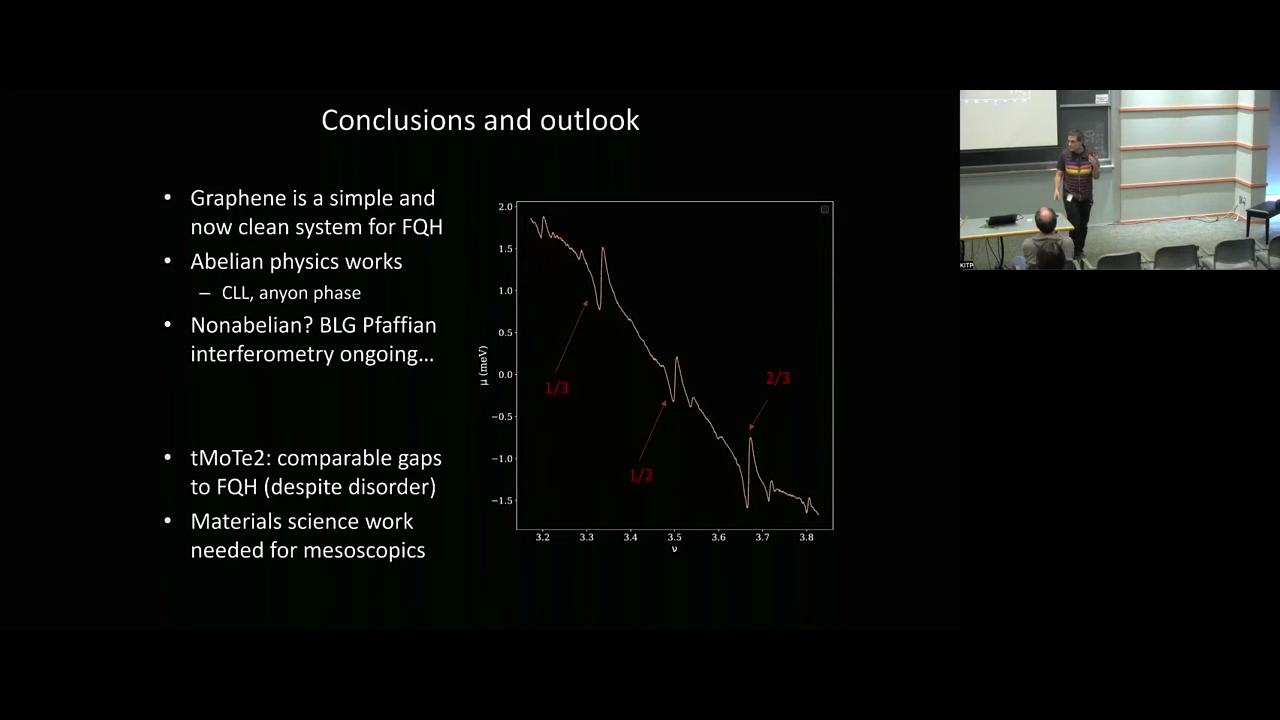 Conclusions and outlook
• Graphene is a simple and
now clean system for FQH
• Abelian physics works
– CLL, anyon phase
• Nonabelian? BLG Pfaffian
interferometry ongoing…
• tMoTe2: comparable gaps
to FQH (despite disorder)
• Materials science work
needed for mesoscopics
μ (meV)
2.0
1.5
1.0
0.5
0.0
−0.5
−1.0
−1.5
1/3
1/2
2/3
3.2 3.3 3.4 3.5 3.6 3.7 3.8
ν
KITP